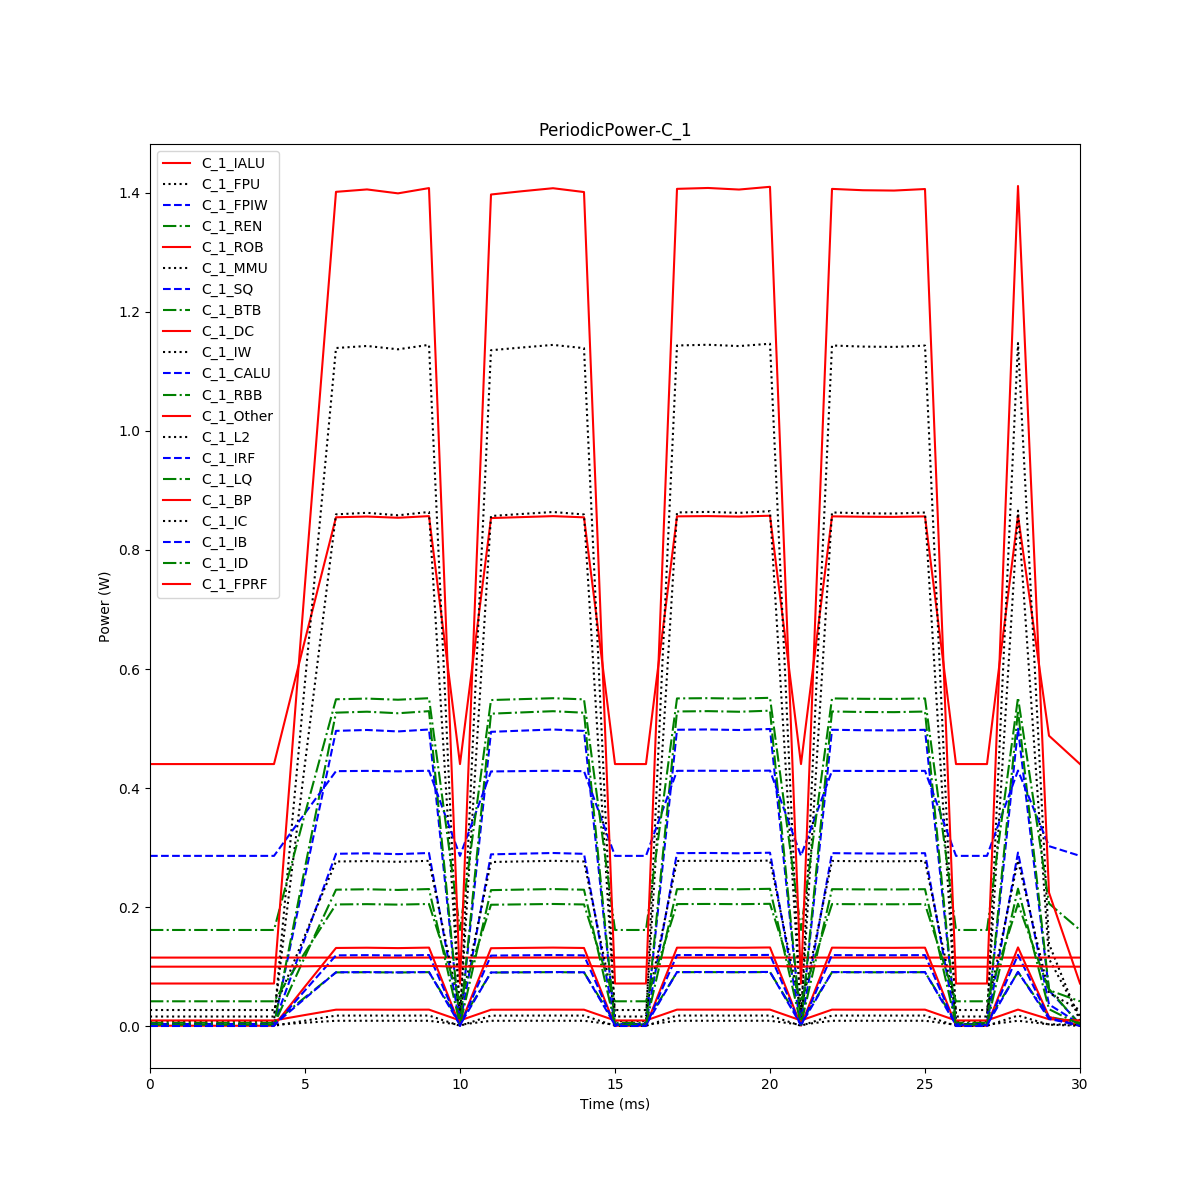 PeriodicPower-C_1
C_1_IALU
C_1_FPU
C_1_FPIW
C_1_REN
C_1_ROB
C_1_MMU
C_1_SQ
C_1_BTB
C_1_DC
C_1_IW
C_1_CALU
C_1_RBB
C_1_Other
C_1_L2
C_1_IRF
C_1_LQ
C_1_BP
C_1_IC
C_1_IB
C_1_ID
C_1_FPRF
1.4
1.2
1.0
0.8
0.6
0.4
0.2
0.0
Power (W)
0 5 10 15 20 25 30
Time (ms)